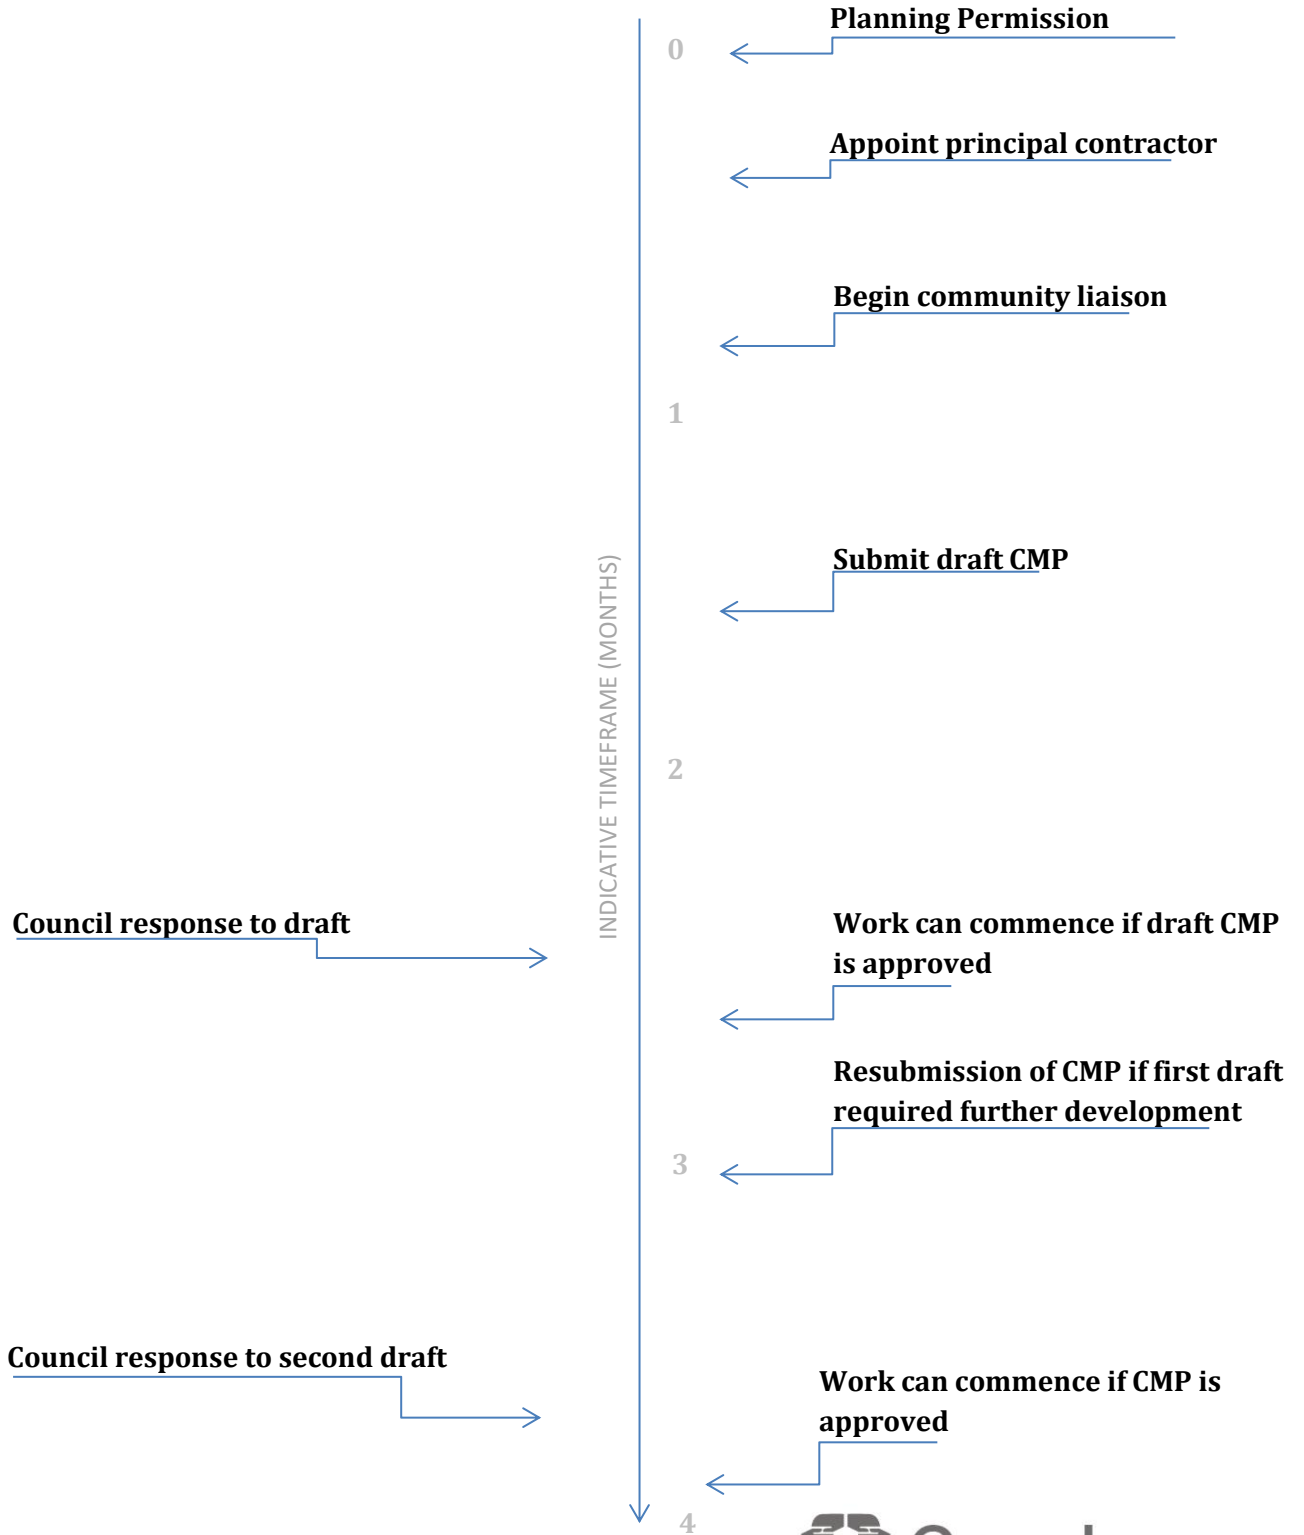 Planning Permission
0
Appoint principal contractor
Begin community liaison
1
Submit draft CMP
INDICATIVE TIMEFRAME (MONTHS)
2
Council response to draft
Work can commence if draft CMP
is approved
Resubmission of CMP if first draft
required further development
3
Council response to second draft
Work can commence if CMP is
approved
4